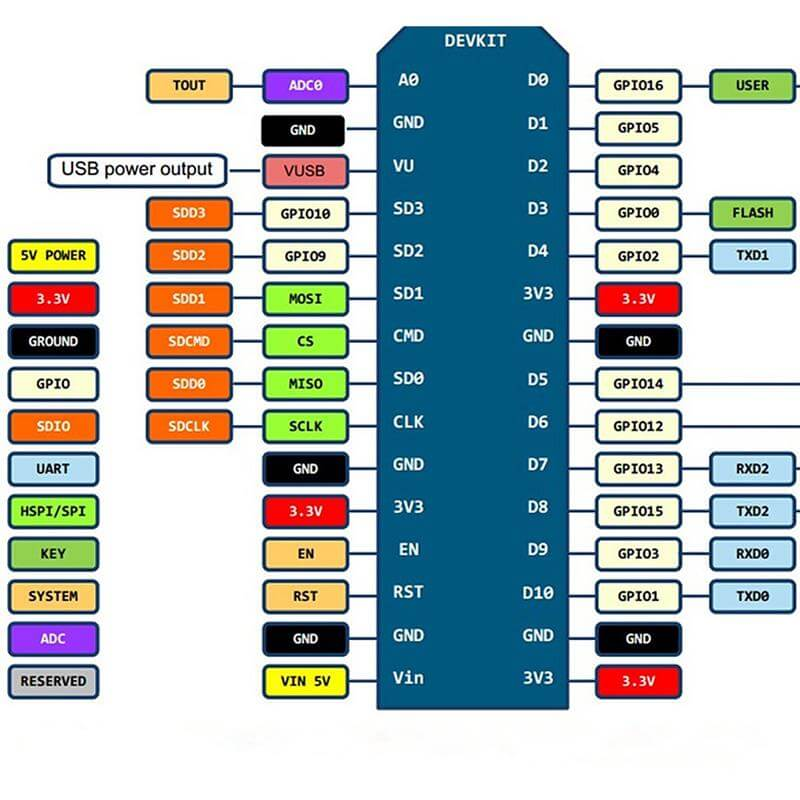 DEVKIT
TOUT ADC0 A0 D0 GPIO16 USER
GND GND D1 GPIO5
USB power output VUSB VU D2 GPIO4
SDD3 GPIO10 SD3 D3 GPIO0 FLASH
5V POWER SDD2 GPIO9 SD2 D4 GPIO2 TXD1
3.3V SDD1 MOSI SD1 3V3 3.3V
GROUND SDCMD CS CMD GND GND
GPIO SDD0 MISO SD0 D5 GPIO14
SDIO SDCLK SCLK CLK D6 GPIO12
UART GND GND D7 GPIO13 RXD2
HSPI/SPI 3.3V 3V3 D8 GPIO15 TXD2
KEY EN EN D9 GPIO3 RXD0
SYSTEM RST RST D10 GPIO1 TXD0
ADC GND GND GND GND
RESERVED VIN 5V Vin 3V3 3.3V